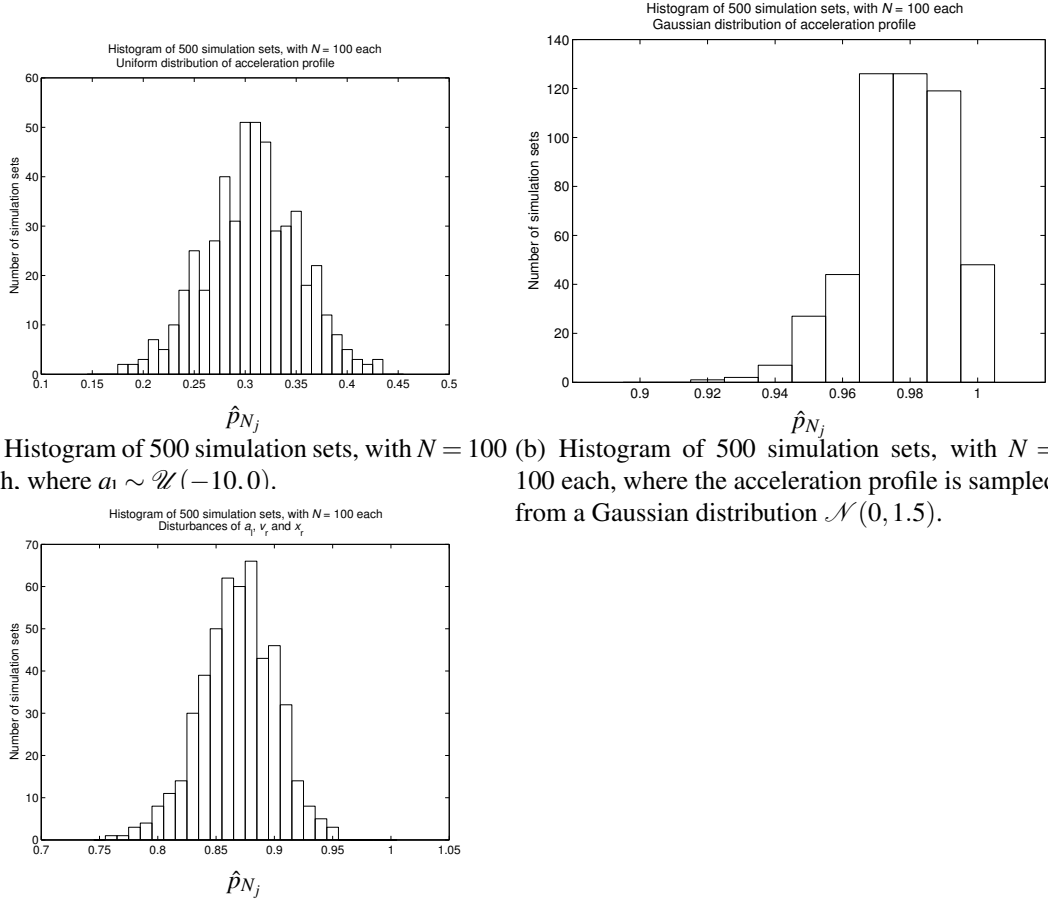 Histogram of 500 simulation sets, with N = 100 each
Uniform distribution of acceleration profile
Number of simulation sets
60
50
40
30
20
10
0
0.1 0.15 0.2 0.25 0.3 0.35 0.4 0.45 0.5
p̂_{N_j}
Histogram of 500 simulation sets, with N = 100
h, where a_l ∼ 𝒰(−10, 0).
Histogram of 500 simulation sets, with N = 100 each
Gaussian distribution of acceleration profile
Number of simulation sets
140
120
100
80
60
40
20
0
0.9 0.92 0.94 0.96 0.98 1
p̂_{N_j}
(b) Histogram of 500 simulation sets, with N =
100 each, where the acceleration profile is sampled
from a Gaussian distribution 𝒩(0, 1.5).
Histogram of 500 simulation sets, with N = 100 each
Disturbances of a_l, v_r and x_r
Number of simulation sets
70
60
50
40
30
20
10
0
0.7 0.75 0.8 0.85 0.9 0.95 1 1.05
p̂_{N_j}